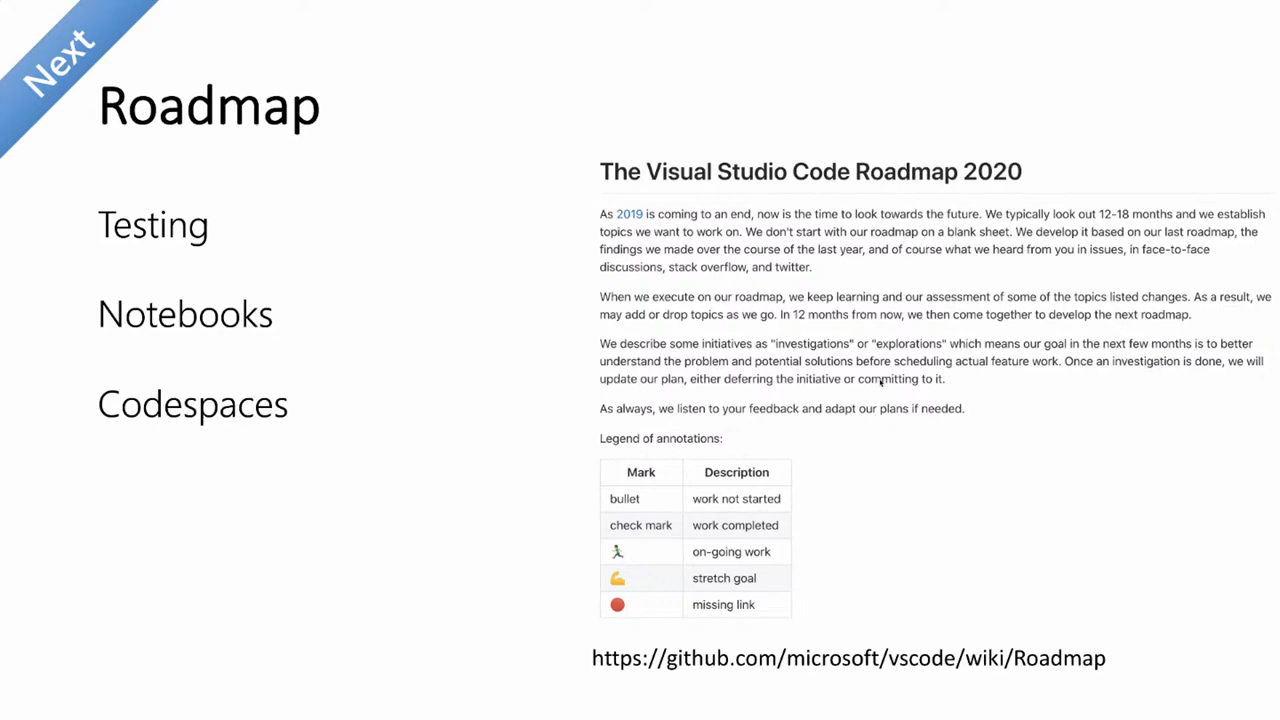 Next
Roadmap
Testing
Notebooks
Codespaces
The Visual Studio Code Roadmap 2020
As 2019 is coming to an end, now is the time to look towards the future. We typically look out 12-18 months and we establish
topics we want to work on. We don't start with our roadmap on a blank sheet. We develop it based on our last roadmap, the
findings we made over the course of the last year, and of course what we heard from you in issues, in face-to-face
discussions, stack overflow, and twitter.
When we execute on our roadmap, we keep learning and our assessment of some of the topics listed changes. As a result, we
may add or drop topics as we go. In 12 months from now, we then come together to develop the next roadmap.
We describe some initiatives as "investigations" or "explorations" which means our goal in the next few months is to better
understand the problem and potential solutions before scheduling actual feature work. Once an investigation is done, we will
update our plan, either deferring the initiative or committing to it.
As always, we listen to your feedback and adapt our plans if needed.
Legend of annotations:
Mark Description
bullet work not started
check mark work completed
🏃 on-going work
💪 stretch goal
🔴 missing link
https://github.com/microsoft/vscode/wiki/Roadmap